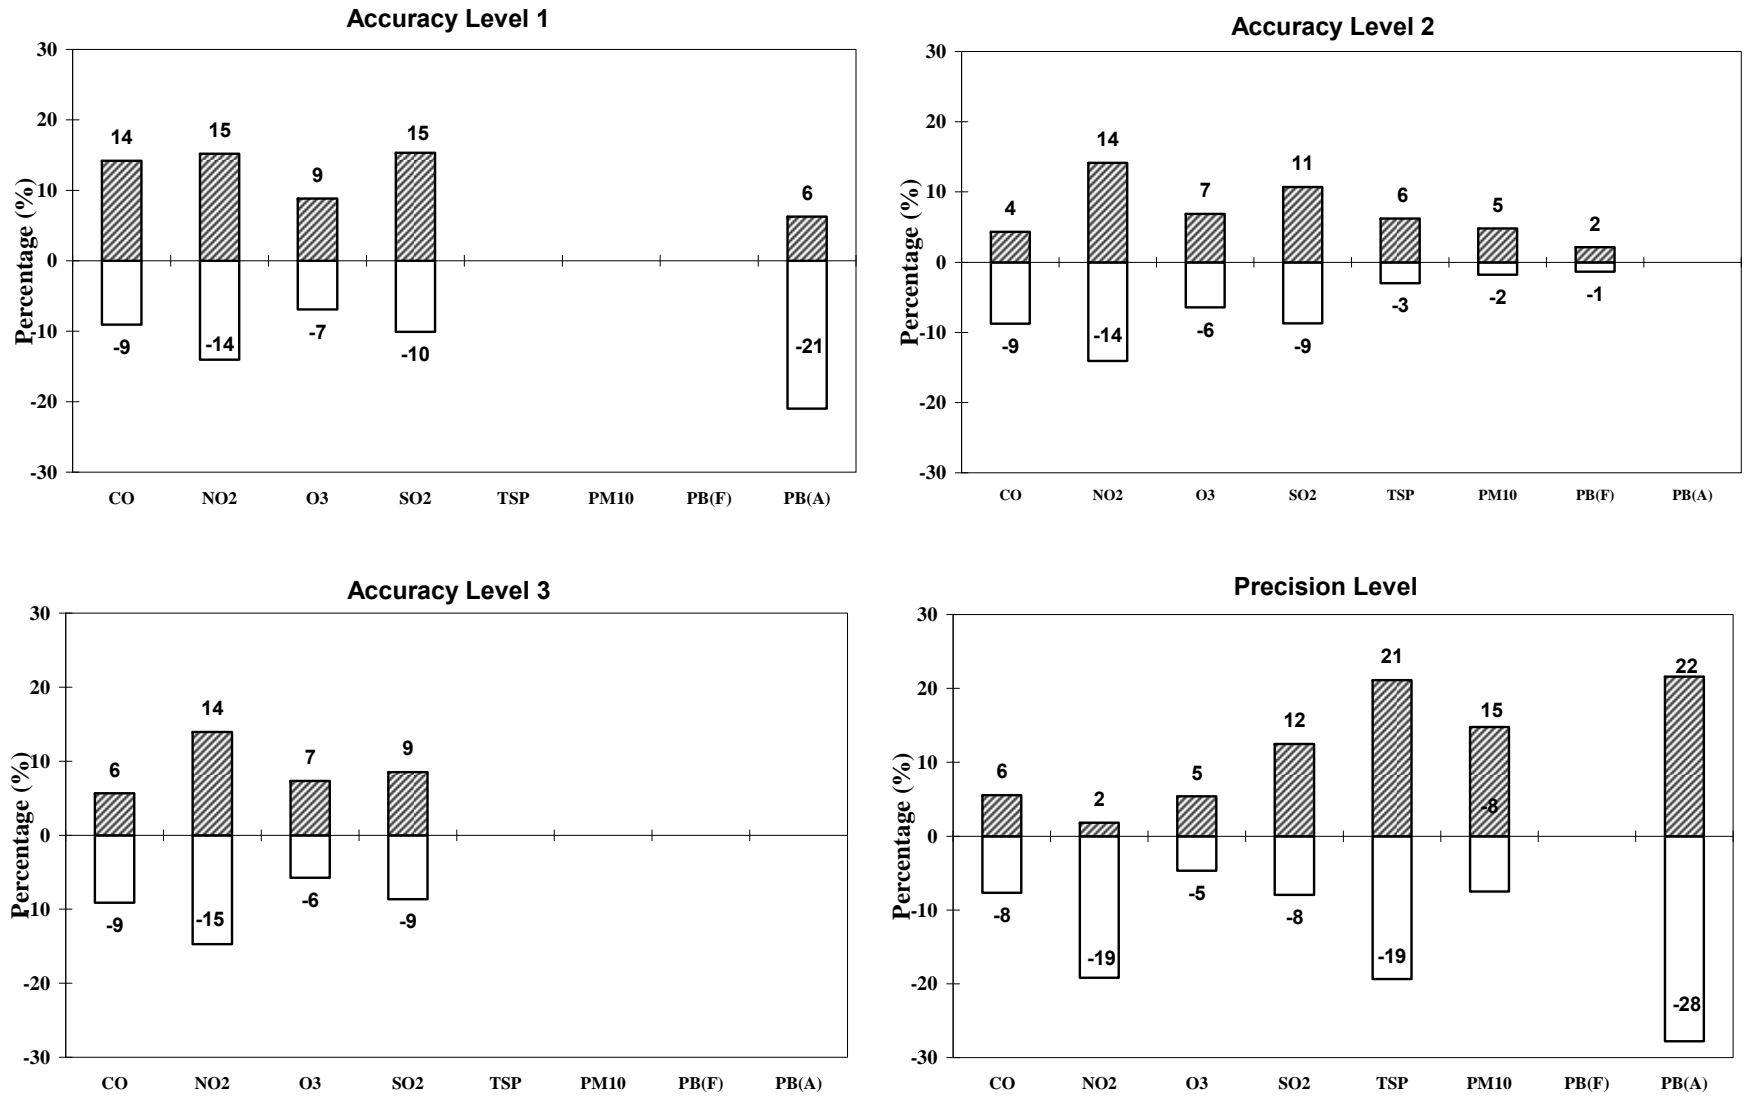 Accuracy Level 1
30
20
10
0
-10
-20
-30
Percentage (%)
14 15 9 15 6
-9 -14 -7 -10 -21
CO NO2 O3 SO2 TSP PM10 PB(F) PB(A)
Accuracy Level 2
30
20
10
0
-10
-20
-30
Percentage (%)
4 14 7 11 6 5 2
-9 -14 -6 -9 -3 -2 -1
CO NO2 O3 SO2 TSP PM10 PB(F) PB(A)
Accuracy Level 3
30
20
10
0
-10
-20
-30
Percentage (%)
6 14 7 9
-9 -15 -6 -9
CO NO2 O3 SO2 TSP PM10 PB(F) PB(A)
Precision Level
30
20
10
0
-10
-20
-30
Percentage (%)
6 2 5 12 21 15 22
-8 -19 -5 -8 -19 -8 -28
CO NO2 O3 SO2 TSP PM10 PB(F) PB(A)